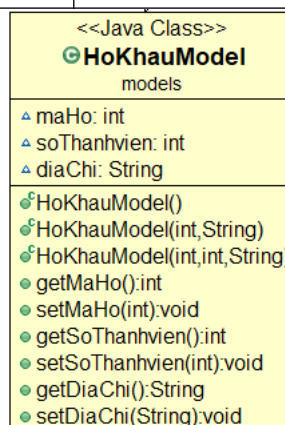 <<Java Class>>
HoKhauModel
models
maHo: int
soThanhvien: int
diaChi: String
HoKhauModel()
HoKhauModel(int,String)
HoKhauModel(int,int,String)
getMaHo():int
setMaHo(int):void
getSoThanhvien():int
setSoThanhvien(int):void
getDiaChi():String
setDiaChi(String):void